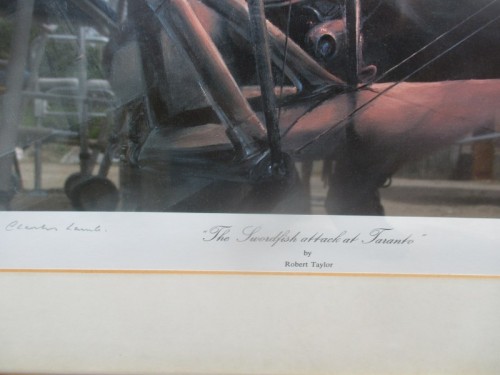 Charles Lamb.
"The Swordfish attack at Taranto"
by
Robert Taylor